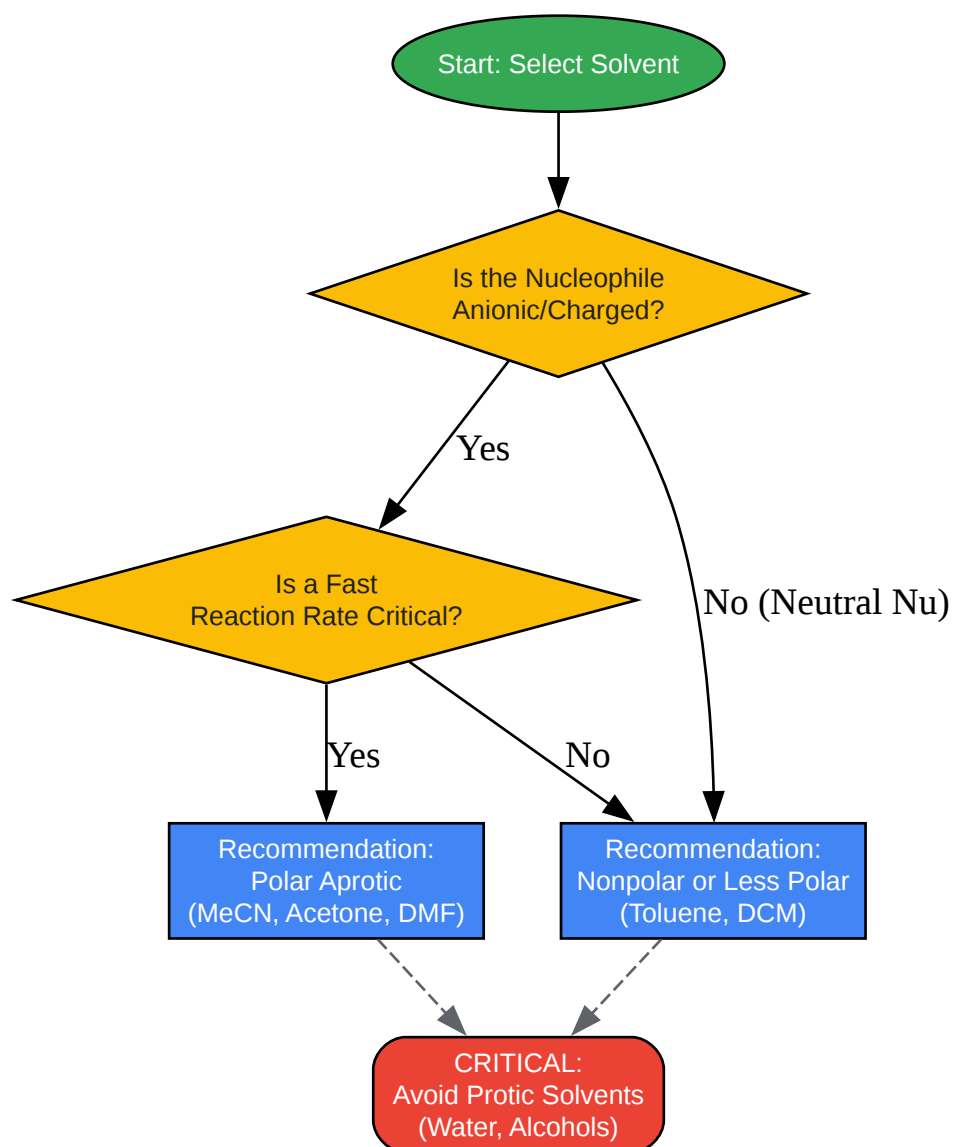 Start: Select Solvent
Is the Nucleophile
Anionic/Charged?
Yes
No (Neutral Nu)
Is a Fast
Reaction Rate Critical?
Yes
No
Recommendation:
Polar Aprotic
(MeCN, Acetone, DMF)
Recommendation:
Nonpolar or Less Polar
(Toluene, DCM)
CRITICAL:
Avoid Protic Solvents
(Water, Alcohols)